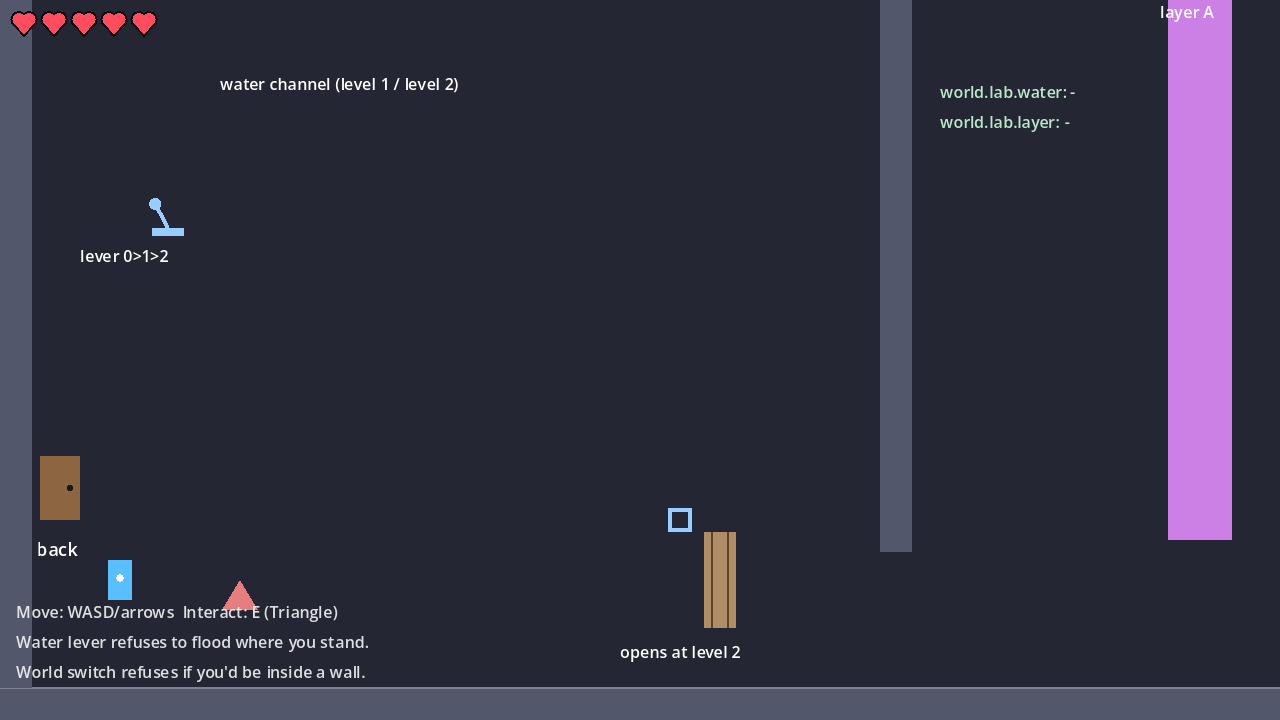 layer A
water channel (level 1 / level 2)
world.lab.water: -
world.lab.layer: -
lever 0>1>2
back
Move: WASD/arrows  Interact: E (Triangle)
Water lever refuses to flood where you stand.
opens at level 2
World switch refuses if you'd be inside a wall.